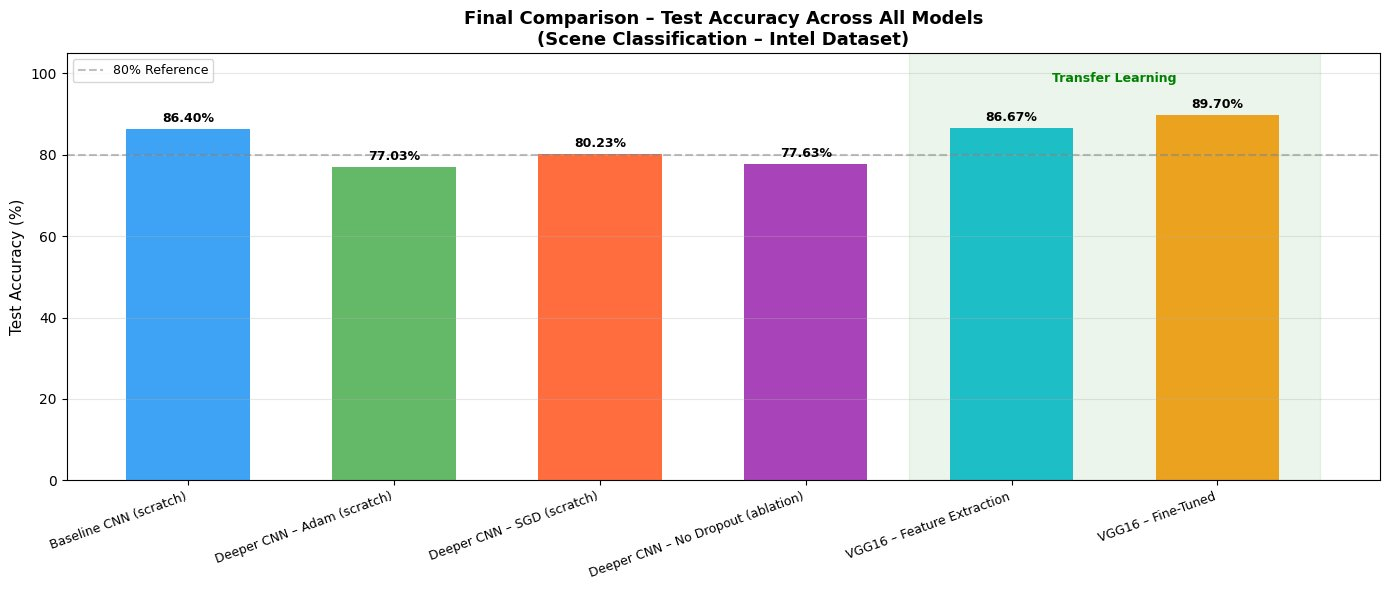 Final Comparison – Test Accuracy Across All Models
(Scene Classification – Intel Dataset)
80% Reference
Transfer Learning
86.40%
77.03%
80.23%
77.63%
86.67%
89.70%
Test Accuracy (%)
100
80
60
40
20
0
Baseline CNN (scratch)
Deeper CNN – Adam (scratch)
Deeper CNN – SGD (scratch)
Deeper CNN – No Dropout (ablation)
VGG16 – Feature Extraction
VGG16 – Fine-Tuned